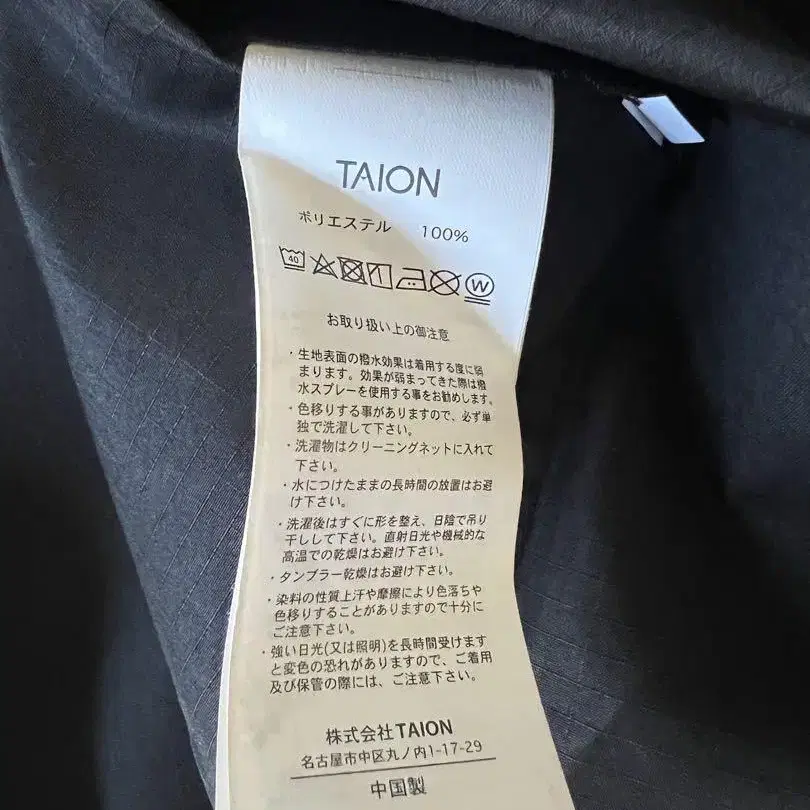 TAION
ポリエステル 100%
40
W
お取り扱い上の御注意
・生地表面の撥水効果は着用する度に弱
まります。効果が弱まってきた際は撥
水スプレーを使用する事をお勧めします。
・色移りする事がありますので、必ず単
独で洗濯して下さい。
・洗濯物はクリーニングネットに入れて
下さい。
・水につけたままの長時間の放置はお避
け下さい。
・洗濯後はすぐに形を整え、日陰で吊り
干しして下さい。直射日光や機械的な
高温での乾燥はお避け下さい。
・タンブラー乾燥はお避け下さい。
・染料の性質上汗や摩擦により色落ちや
色移りすることがありますので十分に
ご注意下さい。
・強い日光(又は照明)を長時間受けます
と変色の恐れがありますので、ご着用
及び保管の際には、ご注意下さい。
株式会社TAION
名古屋市中区丸ノ内1-17-29
中国製